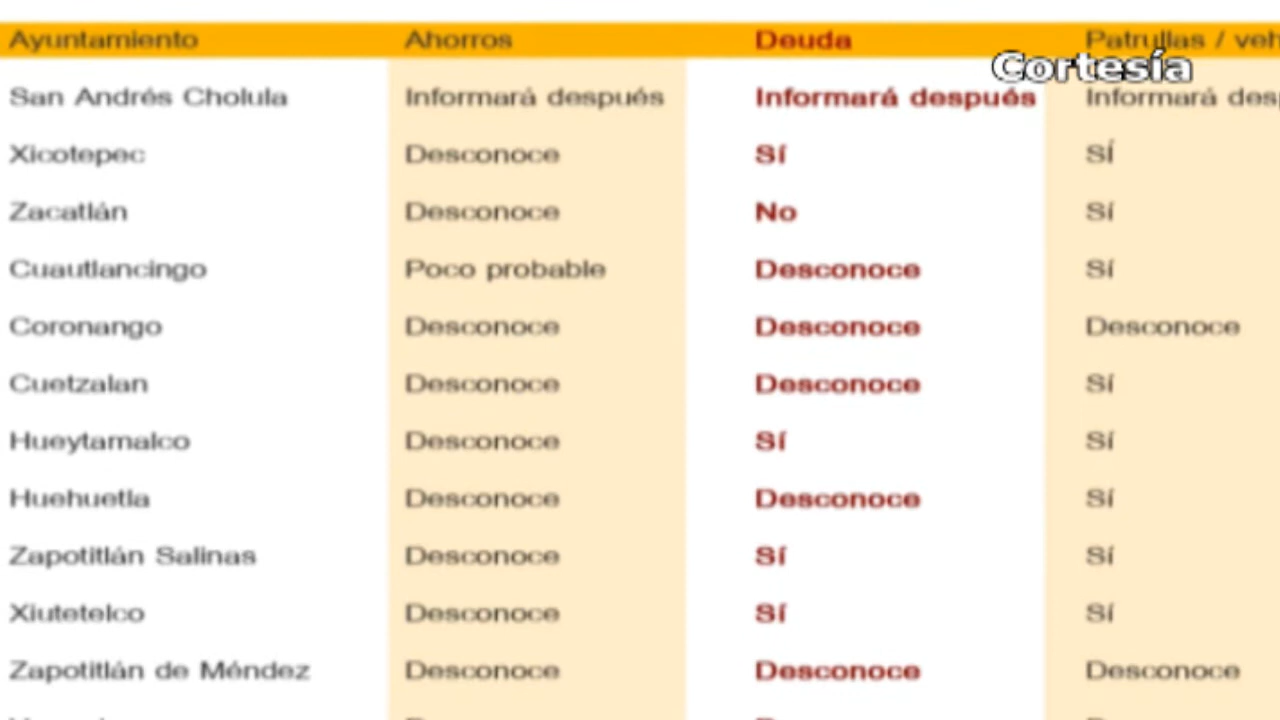 Ayuntamiento Ahorros Deuda Patrullas / veh
Cortesía
San Andrés Cholula Informará después Informará después Informará des
Xicotepec Desconoce Sí SÍ
Zacatlán Desconoce No Sí
Cuautlancingo Poco probable Desconoce Sí
Coronango Desconoce Desconoce Desconoce
Cuetzalan Desconoce Desconoce Sí
Hueytamalco Desconoce Sí Sí
Huehuetla Desconoce Desconoce Sí
Zapotitlán Salinas Desconoce Sí Sí
Xiutetelco Desconoce Sí Sí
Zapotitlán de Méndez Desconoce Desconoce Desconoce